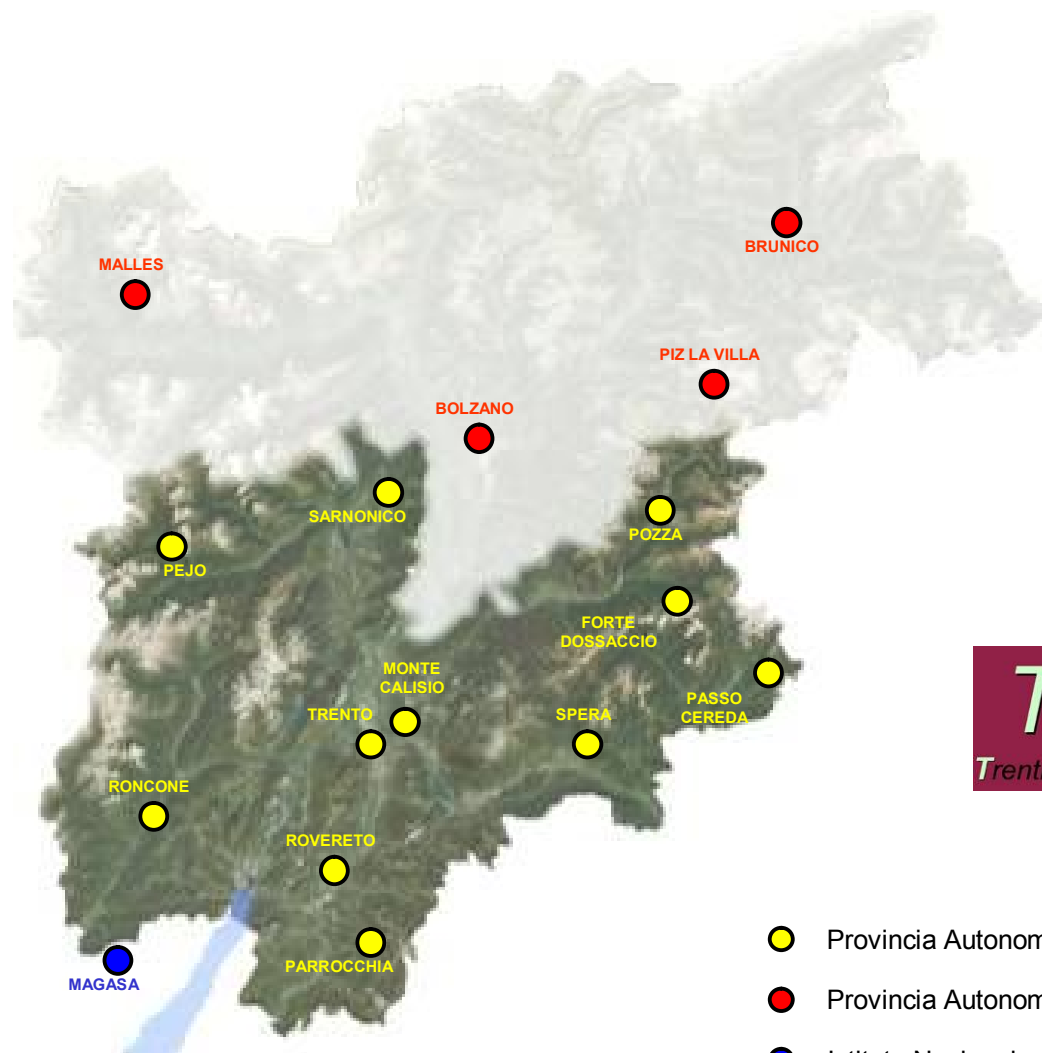 BRUNICO
MALLES
PIZ LA VILLA
BOLZANO
SARNONICO
POZZA
PEJO
FORTE
DOSSACCIO
MONTE
CALISIO
PASSO
CEREDA
TRENTO
SPERA
RONCONE
ROVERETO
PARROCCHIA
MAGASA
T
Trent
Provincia Autonom
Provincia Autonom